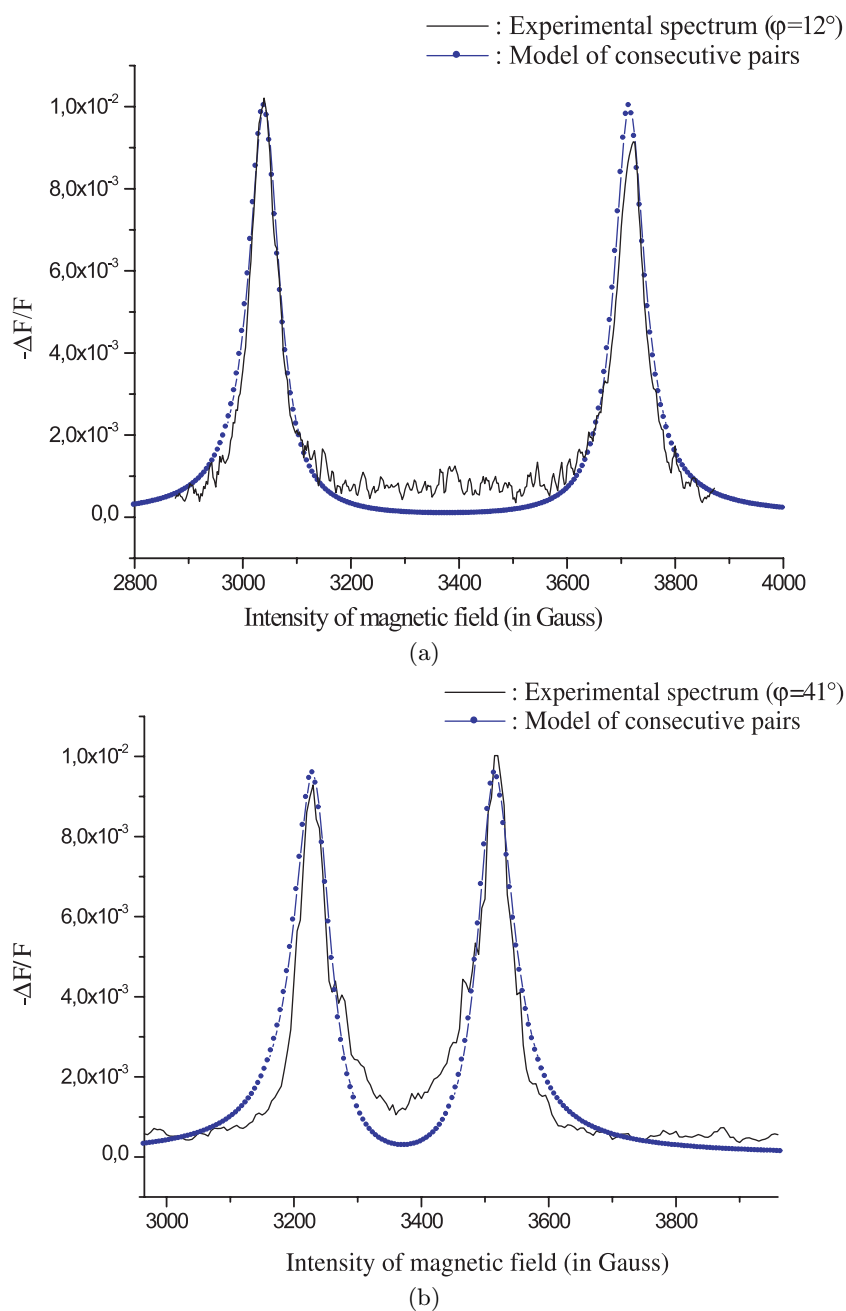 : Experimental spectrum (φ=12°)
: Model of consecutive pairs
1,0x10-2
8,0x10-3
6,0x10-3
4,0x10-3
2,0x10-3
0,0
-ΔF/F
2800 3000 3200 3400 3600 3800 4000
Intensity of magnetic field (in Gauss)
(a)
: Experimental spectrum (φ=41°)
: Model of consecutive pairs
1,0x10-2
8,0x10-3
6,0x10-3
4,0x10-3
2,0x10-3
0,0
-ΔF/F
3000 3200 3400 3600 3800
Intensity of magnetic field (in Gauss)
(b)